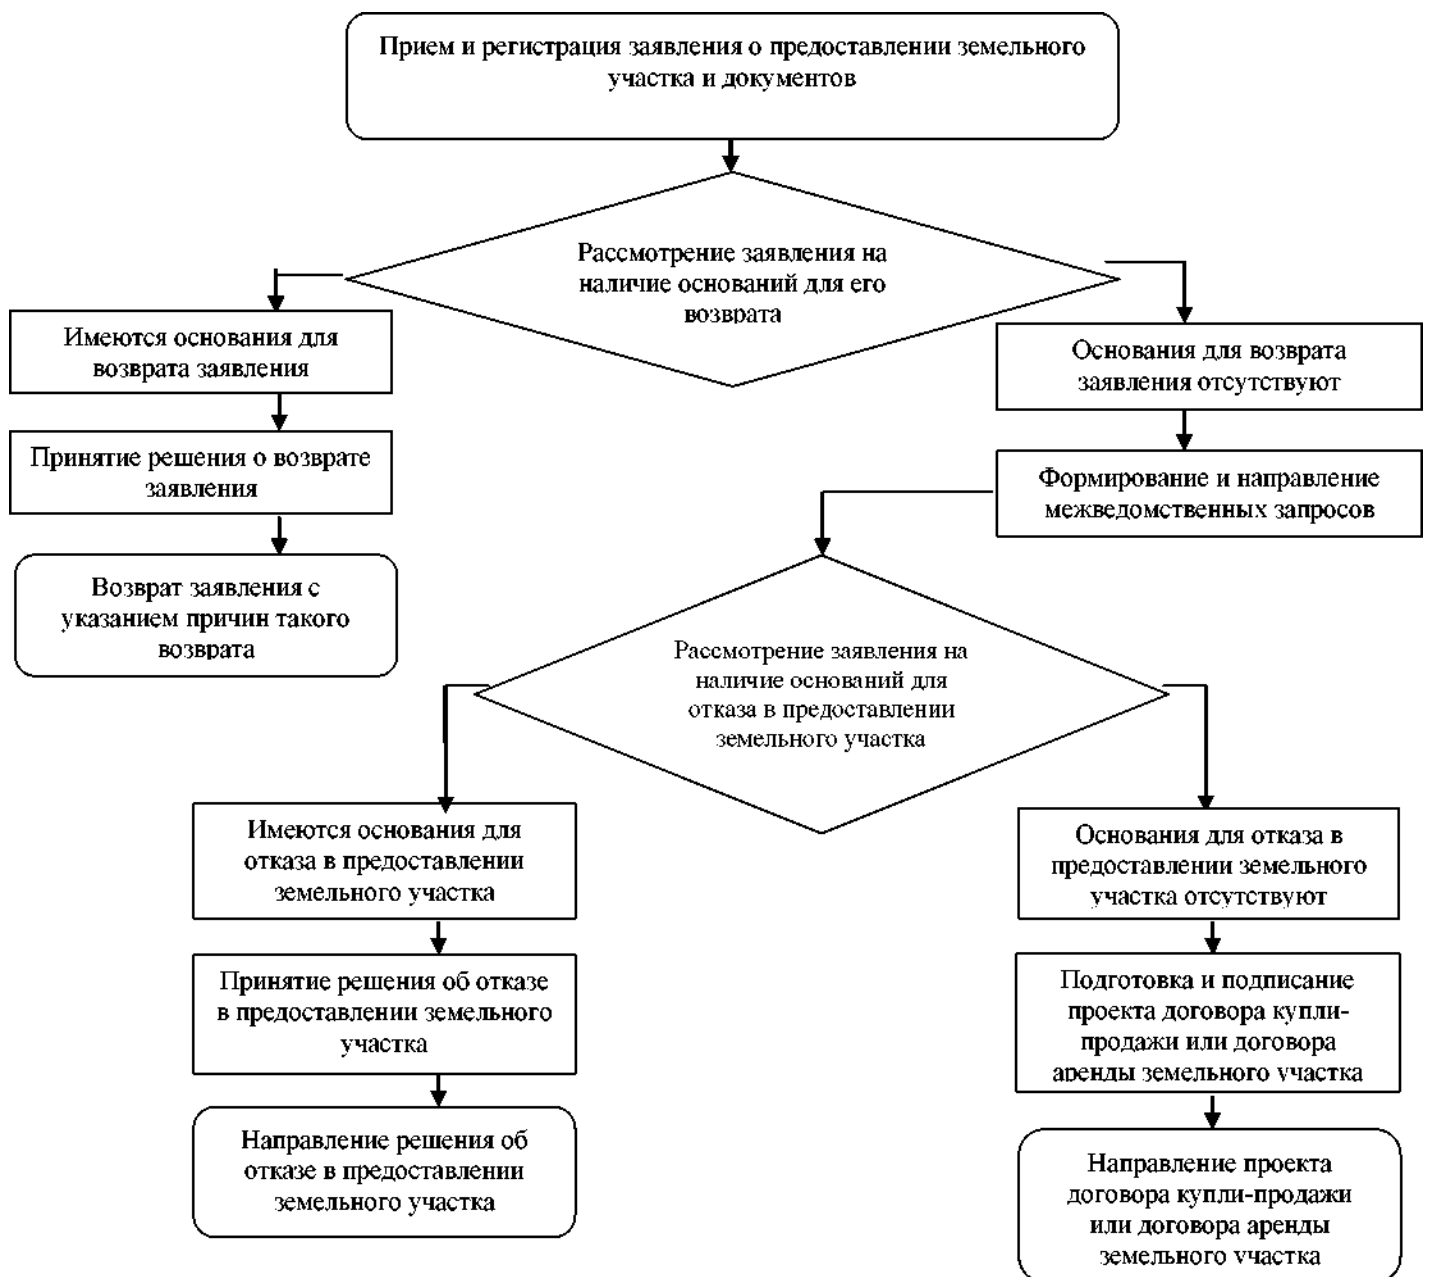 Прием и регистрация заявления о предоставлении земельного
участка и документов
Рассмотрение заявления на
наличие оснований для его
возврата
Имеются основания для
возврата заявления
Основания для возврата
заявления отсутствуют
Принятие решения о возврате
заявления
Формирование и направление
межведомственных запросов
Возврат заявления с
указанием причин такого
возврата
Рассмотрение заявления на
наличие оснований для
отказа в предоставлении
земельного участка
Имеются основания для
отказа в предоставлении
земельного участка
Основания для отказа в
предоставлении земельного
участка отсутствуют
Принятие решения об отказе
в предоставлении земельного
участка
Подготовка и подписание
проекта договора купли-
продажи или договора
аренды земельного участка
Направление решения об
отказе в предоставлении
земельного участка
Направление проекта
договора купли-продажи
или договора аренды
земельного участка